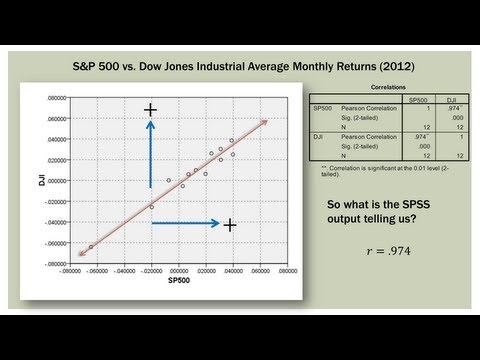 S&P 500 vs. Dow Jones Industrial Average Monthly Returns (2012)
.080000
.060000
.040000
.020000
.000000
-.020000
-.040000
-.060000
-.080000
DJI
+
+
-.080000 -.060000 -.040000 -.020000 .000000 .020000 .040000 .060000 .080000
SP500
Correlations
SP500 DJI
SP500 Pearson Correlation 1 .974**
Sig. (2-tailed) .000
N 12 12
DJI Pearson Correlation .974** 1
Sig. (2-tailed) .000
N 12 12
**. Correlation is significant at the 0.01 level (2-
tailed).
So what is the SPSS
output telling us?
r = .974